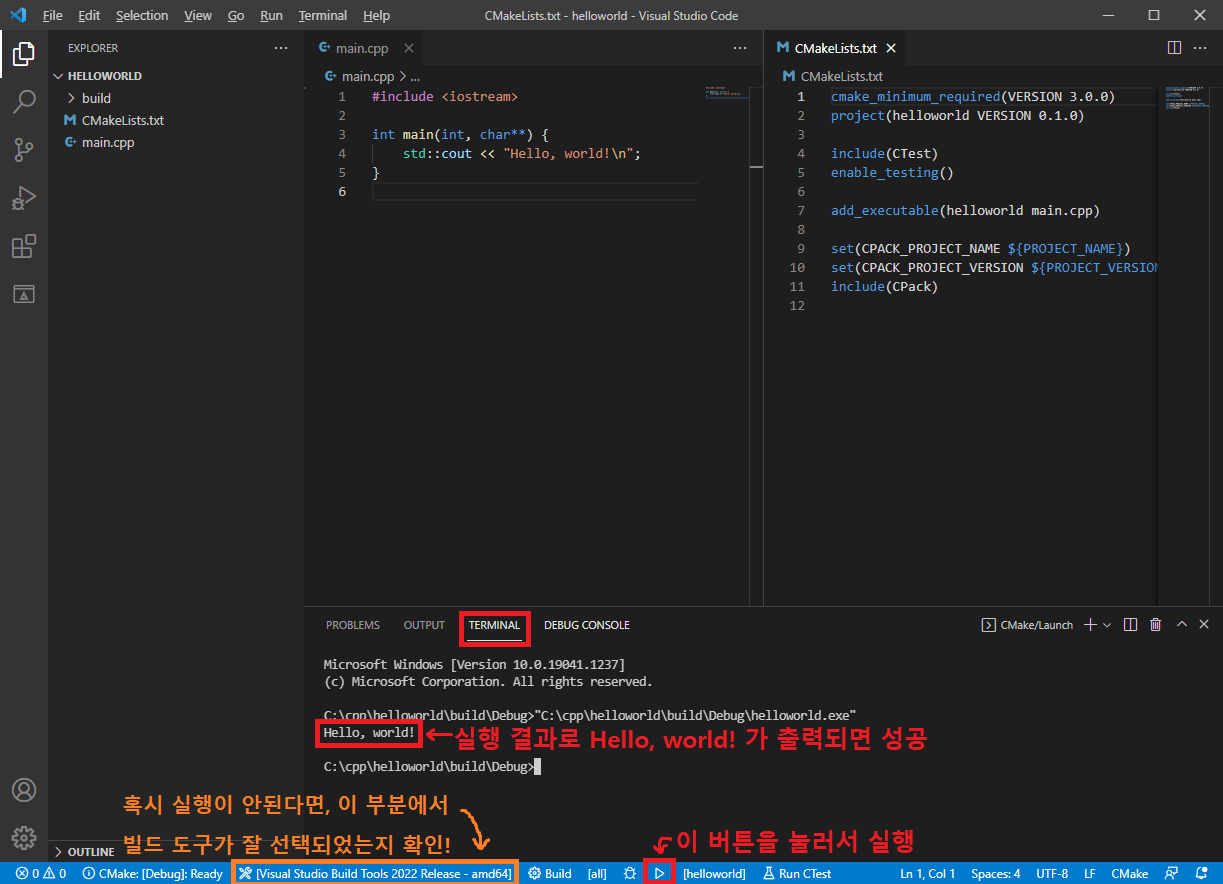 File Edit Selection View Go Run Terminal Help CMakeLists.txt - helloworld - Visual Studio Code
EXPLORER
HELLOWORLD
build
CMakeLists.txt
main.cpp
OUTLINE
main.cpp
main.cpp > ...
1 #include <iostream>
2
3 int main(int, char**) {
4 std::cout << "Hello, world!\n";
5 }
6
CMakeLists.txt
CMakeLists.txt
1 cmake_minimum_required(VERSION 3.0.0)
2 project(helloworld VERSION 0.1.0)
3
4 include(CTest)
5 enable_testing()
6
7 add_executable(helloworld main.cpp)
8
9 set(CPACK_PROJECT_NAME ${PROJECT_NAME})
10 set(CPACK_PROJECT_VERSION ${PROJECT_VERSION
11 include(CPack)
12
PROBLEMS OUTPUT TERMINAL DEBUG CONSOLE CMake/Launch
Microsoft Windows [Version 10.0.19041.1237]
(c) Microsoft Corporation. All rights reserved.
C:\cpp\helloworld\build\Debug>"C:\cpp\helloworld\build\Debug\helloworld.exe"
Hello, world! ←실행 결과로 Hello, world! 가 출력되면 성공
C:\cpp\helloworld\build\Debug>
혹시 실행이 안된다면, 이 부분에서
빌드 도구가 잘 선택되었는지 확인!
이 버튼을 눌러서 실행
0 0 CMake: [Debug]: Ready [Visual Studio Build Tools 2022 Release - amd64] Build [all] [helloworld] Run CTest Ln 1, Col 1 Spaces: 4 UTF-8 LF CMake